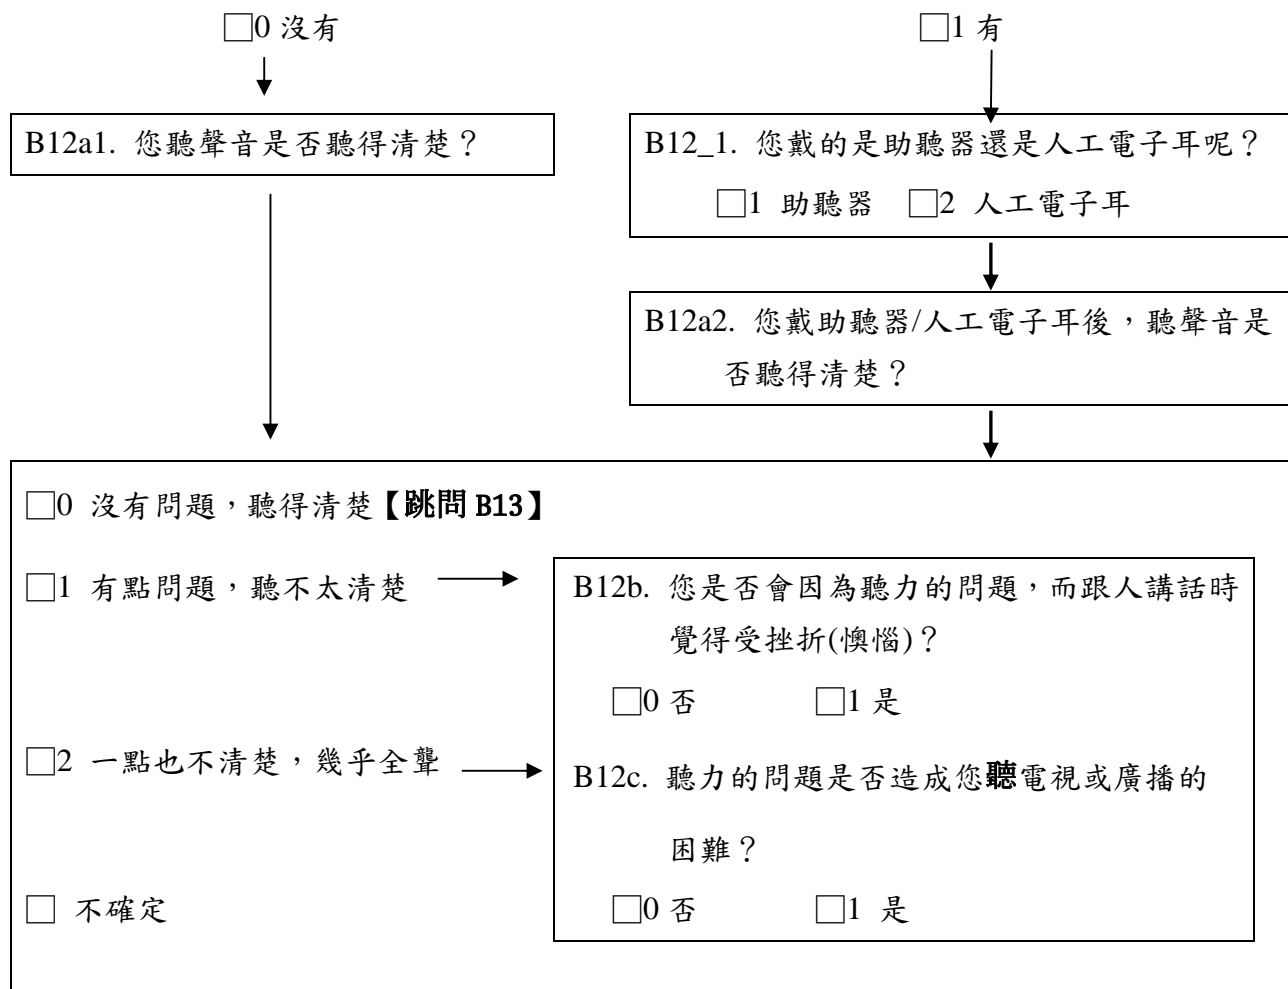 □0 沒有
□1 有
B12a1. 您聽聲音是否聽得清楚？
B12_1. 您戴的是助聽器還是人工電子耳呢？
□1 助聽器 □2 人工電子耳
B12a2. 您戴助聽器/人工電子耳後，聽聲音是
否聽得清楚？
□0 沒有問題，聽得清楚【跳問 B13】
□1 有點問題，聽不太清楚
□2 一點也不清楚，幾乎全聾
□ 不確定
B12b. 您是否會因為聽力的問題，而跟人講話時
覺得受挫折(懊惱)？
□0 否 □1 是
B12c. 聽力的問題是否造成您聽電視或廣播的
困難？
□0 否 □1 是